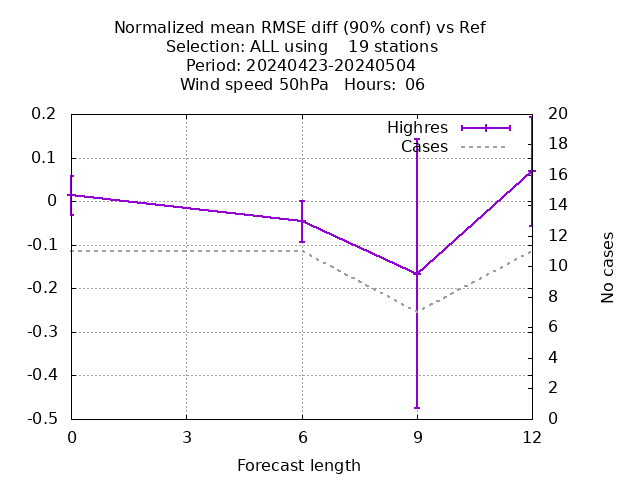 Normalized mean RMSE diff (90% conf) vs Ref
Selection: ALL using    19 stations
Period: 20240423-20240504
Wind speed 50hPa   Hours:  06
Highres
Cases
0.2
0.1
0
-0.1
-0.2
-0.3
-0.4
-0.5
20
18
16
14
12
10
8
6
4
2
0
No cases
0 3 6 9 12
Forecast length